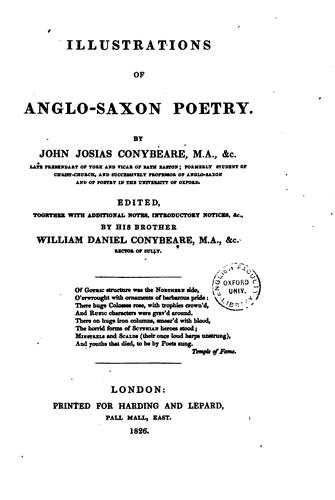 ILLUSTRATIONS
OF
ANGLO-SAXON POETRY.
BY
JOHN JOSIAS CONYBEARE, M.A., &c.
LATE PREBENDARY OF YORK AND VICAR OF BATH EASTON; FORMERLY STUDENT OF
CHRIST-CHURCH, AND SUCCESSIVELY PROFESSOR OF ANGLO-SAXON
AND OF POETRY IN THE UNIVERSITY OF OXFORD.
EDITED,
TOGETHER WITH ADDITIONAL NOTES, INTRODUCTORY NOTICES, &c.,
BY HIS BROTHER
WILLIAM DANIEL CONYBEARE, M.A., &c.
RECTOR OF SULLY.
Of GOTHIC structure was the NORTHERN side,
O'erwrought with ornaments of barbarous pride:
There huge Colosses rose, with trophies crown'd,
And RUNIC characters were grav'd around.
There on huge iron columns, smear'd with blood,
The horrid forms of SCYTHIAN heroes stood;
MINSTRELS and SCALDS (their once loud harps unstrung),
And youths that died, to be by Poets sung.
Temple of Fame.
ENGLISH FACULTY
OXFORD
UNIV.
LIBRARY
LONDON:
PRINTED FOR HARDING AND LEPARD,
PALL MALL, EAST.
1826.